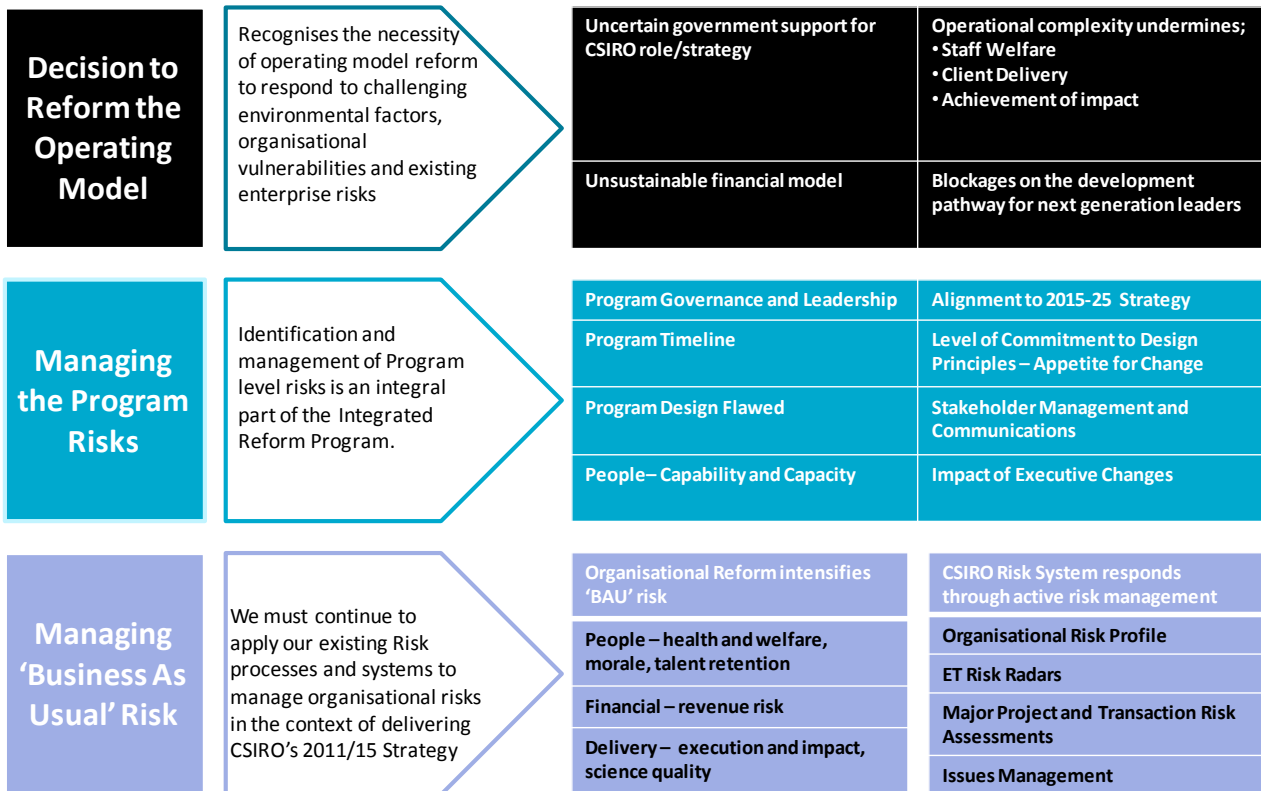 Decision to
Reform the
Operating
Model
Recognises the necessity
of operating model reform
to respond to challenging
environmental factors,
organisational
vulnerabilities and existing
enterprise risks
Uncertain government support for
CSIRO role/strategy
Operational complexity undermines;
• Staff Welfare
• Client Delivery
• Achievement of impact
Unsustainable financial model
Blockages on the development
pathway for next generation leaders
Managing
the Program
Risks
Identification and
management of Program
level risks is an integral
part of the Integrated
Reform Program.
Program Governance and Leadership
Alignment to 2015-25 Strategy
Program Timeline
Level of Commitment to Design
Principles – Appetite for Change
Program Design Flawed
Stakeholder Management and
Communications
People– Capability and Capacity
Impact of Executive Changes
Managing
‘Business As
Usual’ Risk
We must continue to
apply our existing Risk
processes and systems to
manage organisational risks
in the context of delivering
CSIRO’s 2011/15 Strategy
Organisational Reform intensifies
‘BAU’ risk
People – health and welfare,
morale, talent retention
Financial – revenue risk
Delivery – execution and impact,
science quality
CSIRO Risk System responds
through active risk management
Organisational Risk Profile
ET Risk Radars
Major Project and Transaction Risk
Assessments
Issues Management